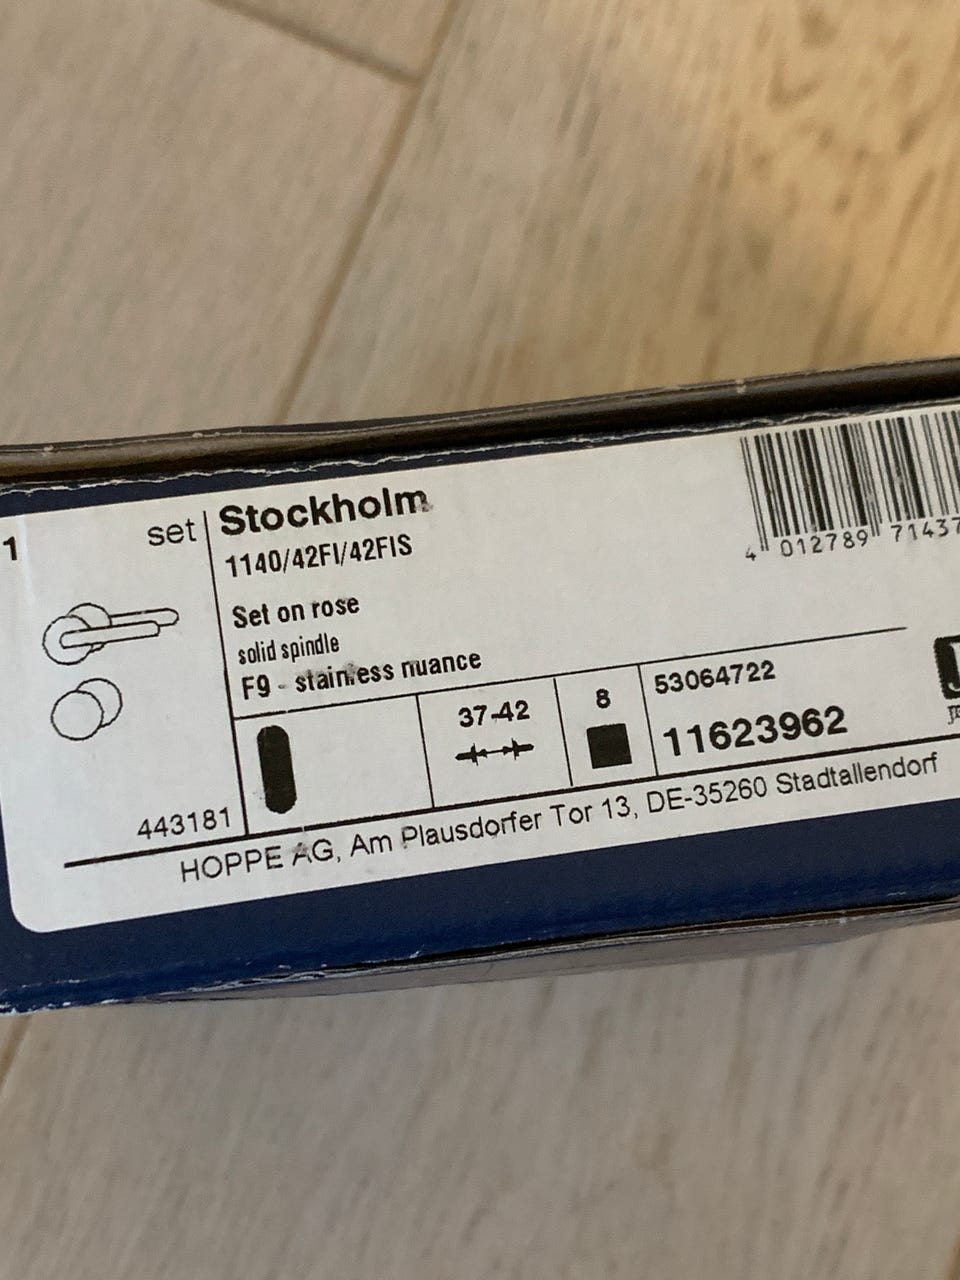 1 set Stockholm
1140/42FI/42FIS
Set on rose
solid spindle
F9 - stainless nuance
37-42
8
53064722
11623962
443181
HOPPE AG, Am Plausdorfer Tor 13, DE-35260 Stadtallendorf
4 012789 71437